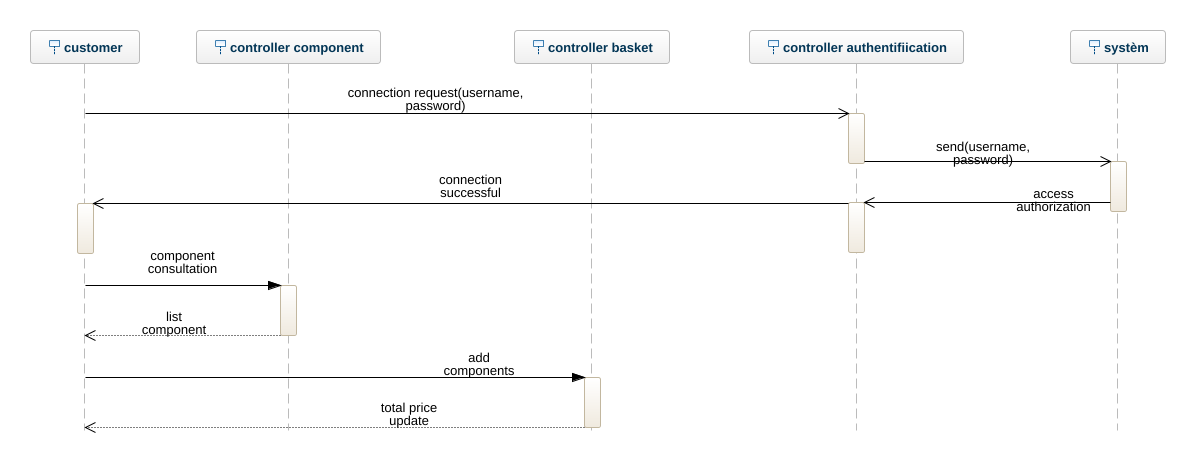 customer
controller component
controller basket
controller authentifiication
systèm
connection request(username,
password)
send(username,
password)
connection
successful
access
authorization
component
consultation
list
component
add
components
total price
update